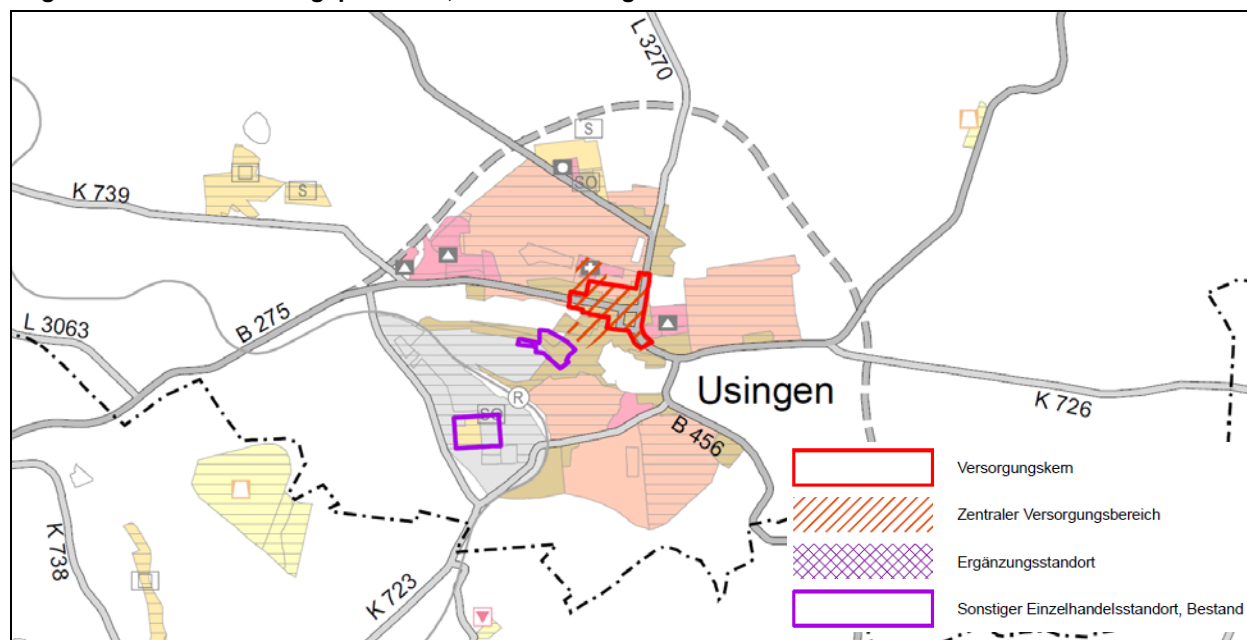 L 3270
S
K 739
S
SO
L 3063
B 275
Usingen
R
K 726
SO
B 456
K 738
K 723
Versorgungskern
Zentraler Versorgungsbereich
Ergänzungsstandort
Sonstiger Einzelhandelsstandort, Bestand